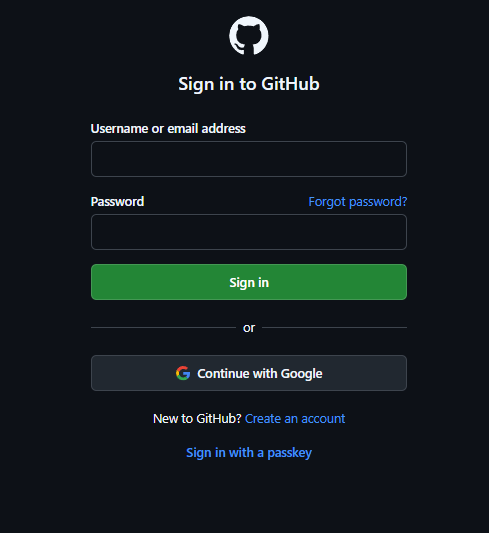 Sign in to GitHub
Username or email address
Password Forgot password?
Sign in
or
Continue with Google
New to GitHub? Create an account
Sign in with a passkey